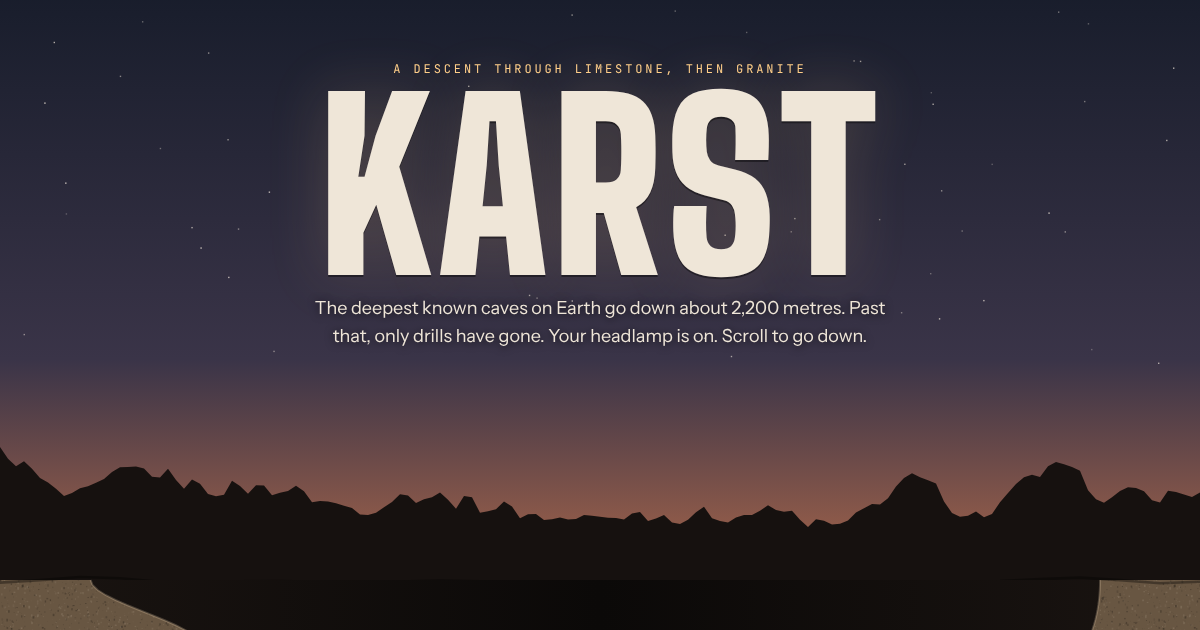 A DESCENT THROUGH LIMESTONE, THEN GRANITE
KARST
The deepest known caves on Earth go down about 2,200 metres. Past
that, only drills have gone. Your headlamp is on. Scroll to go down.